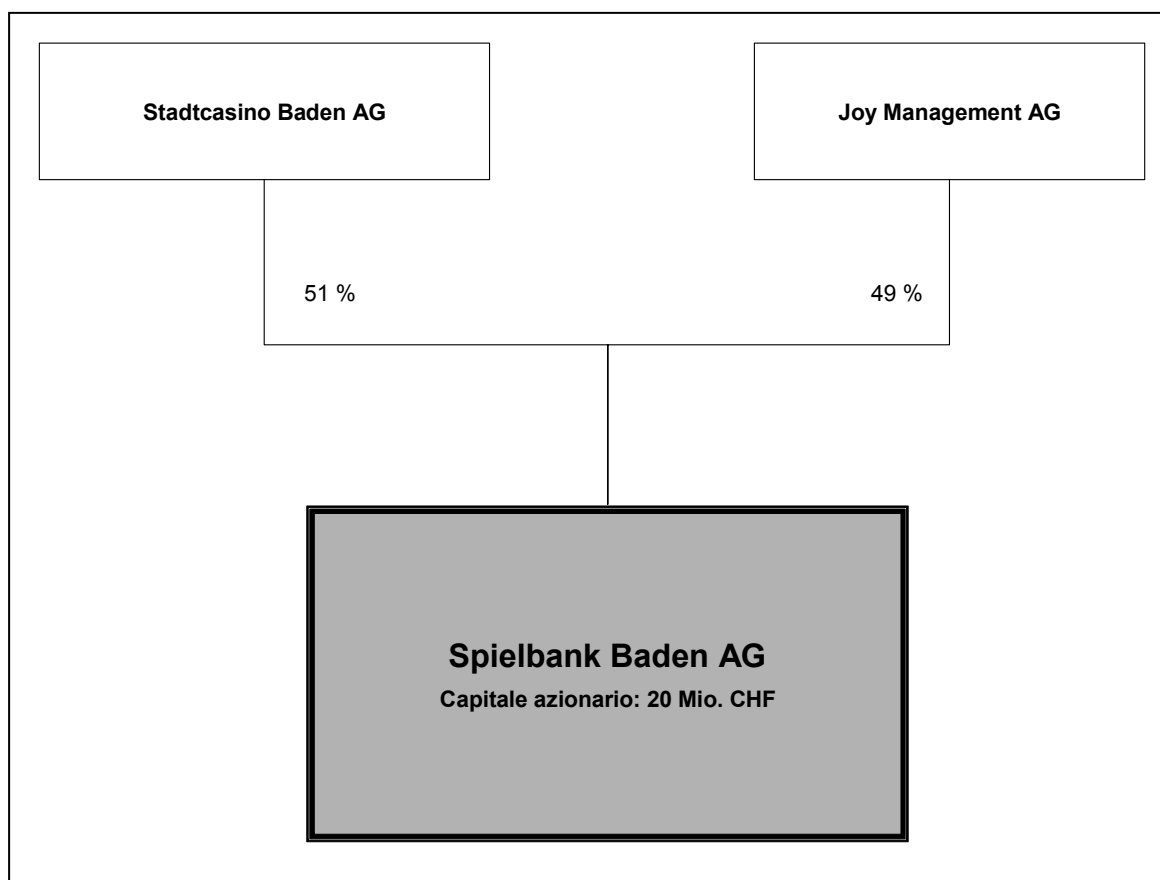 Stadtcasino Baden AG
Joy Management AG
51 %
49 %
Spielbank Baden AG
Capitale azionario: 20 Mio. CHF